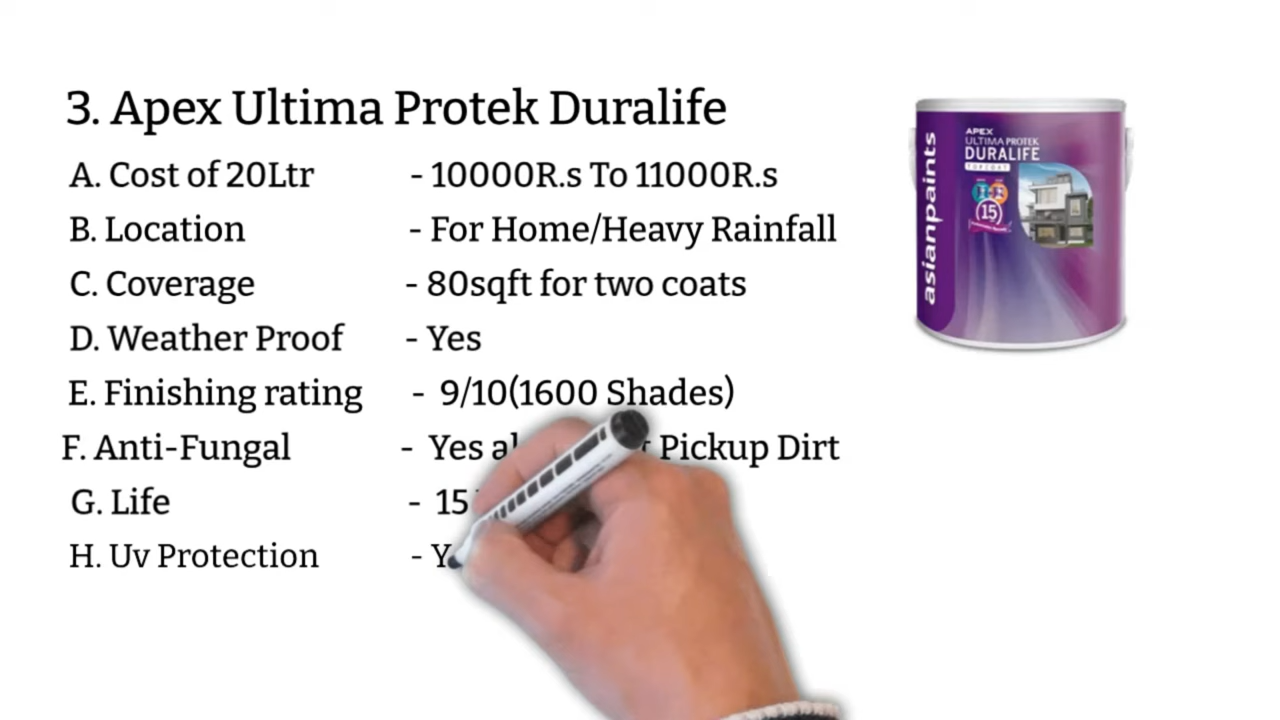 3. Apex Ultima Protek Duralife
A. Cost of 20Ltr - 10000R.s To 11000R.s
B. Location - For Home/Heavy Rainfall
C. Coverage - 80sqft for two coats
D. Weather Proof - Yes
E. Finishing rating - 9/10(1600 Shades)
F. Anti-Fungal - Yes Pickup Dirt
G. Life - 15
H. Uv Protection -
asianpaints
APEX
ULTIMA PROTEK
DURALIFE
TOPCOAT
15